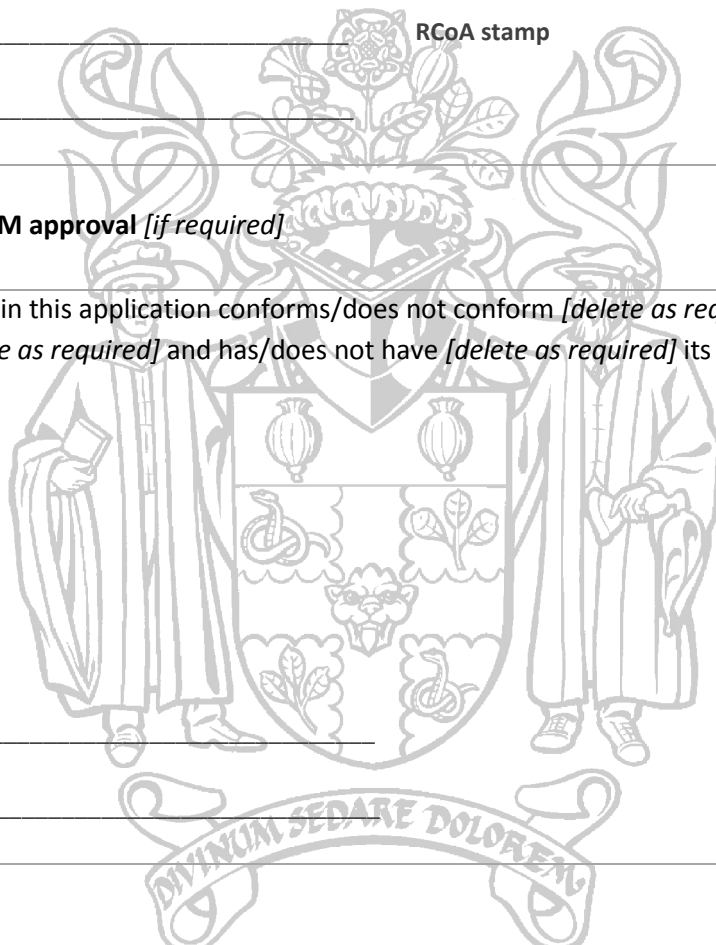 RCoA stamp
M approval [if required]
in this application conforms/does not conform [delete as req
e as required] and has/does not have [delete as required] its
DIVINUM SEDARE DOLOREM